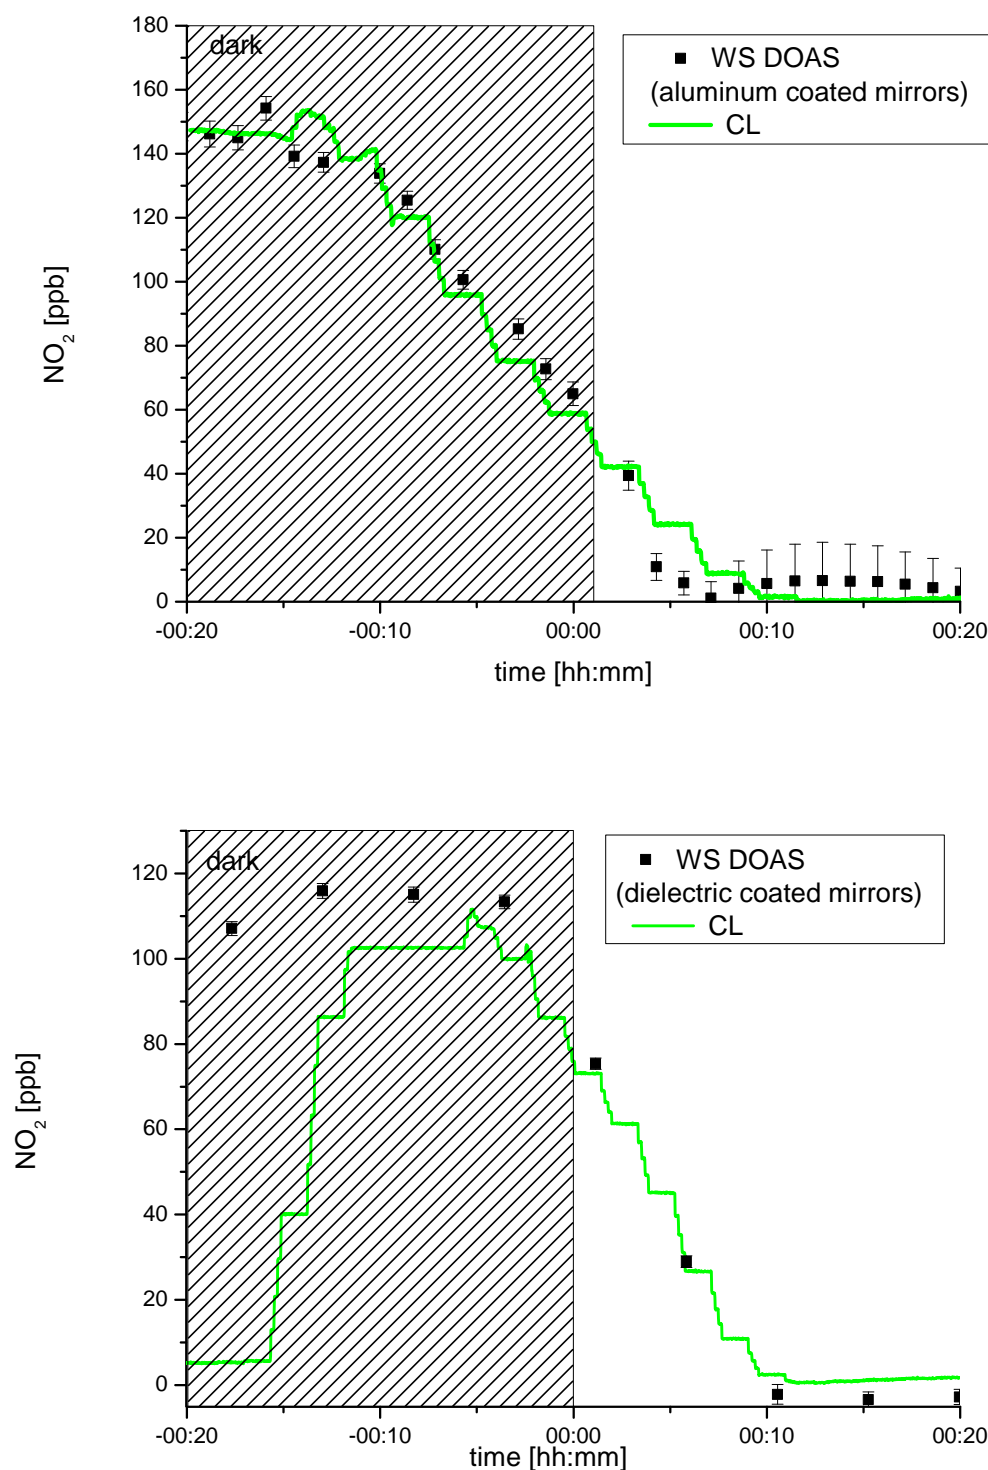 180
160
140
120
100
80
60
40
20
0
NO2 [ppb]
dark
WS DOAS
(aluminum coated mirrors)
CL
-00:20 -00:10 00:00 00:10 00:20
time [hh:mm]
120
100
80
60
40
20
0
NO2 [ppb]
dark
WS DOAS
(dielectric coated mirrors)
CL
-00:20 -00:10 00:00 00:10 00:20
time [hh:mm]